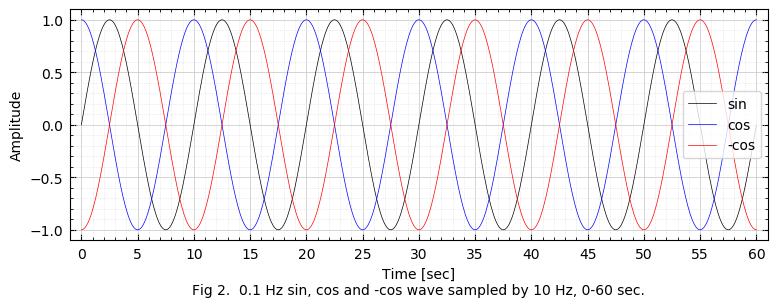 1.0
0.5
0.0
−0.5
−1.0
Amplitude
sin
cos
-cos
0 5 10 15 20 25 30 35 40 45 50 55 60
Time [sec]
Fig 2.  0.1 Hz sin, cos and -cos wave sampled by 10 Hz, 0-60 sec.